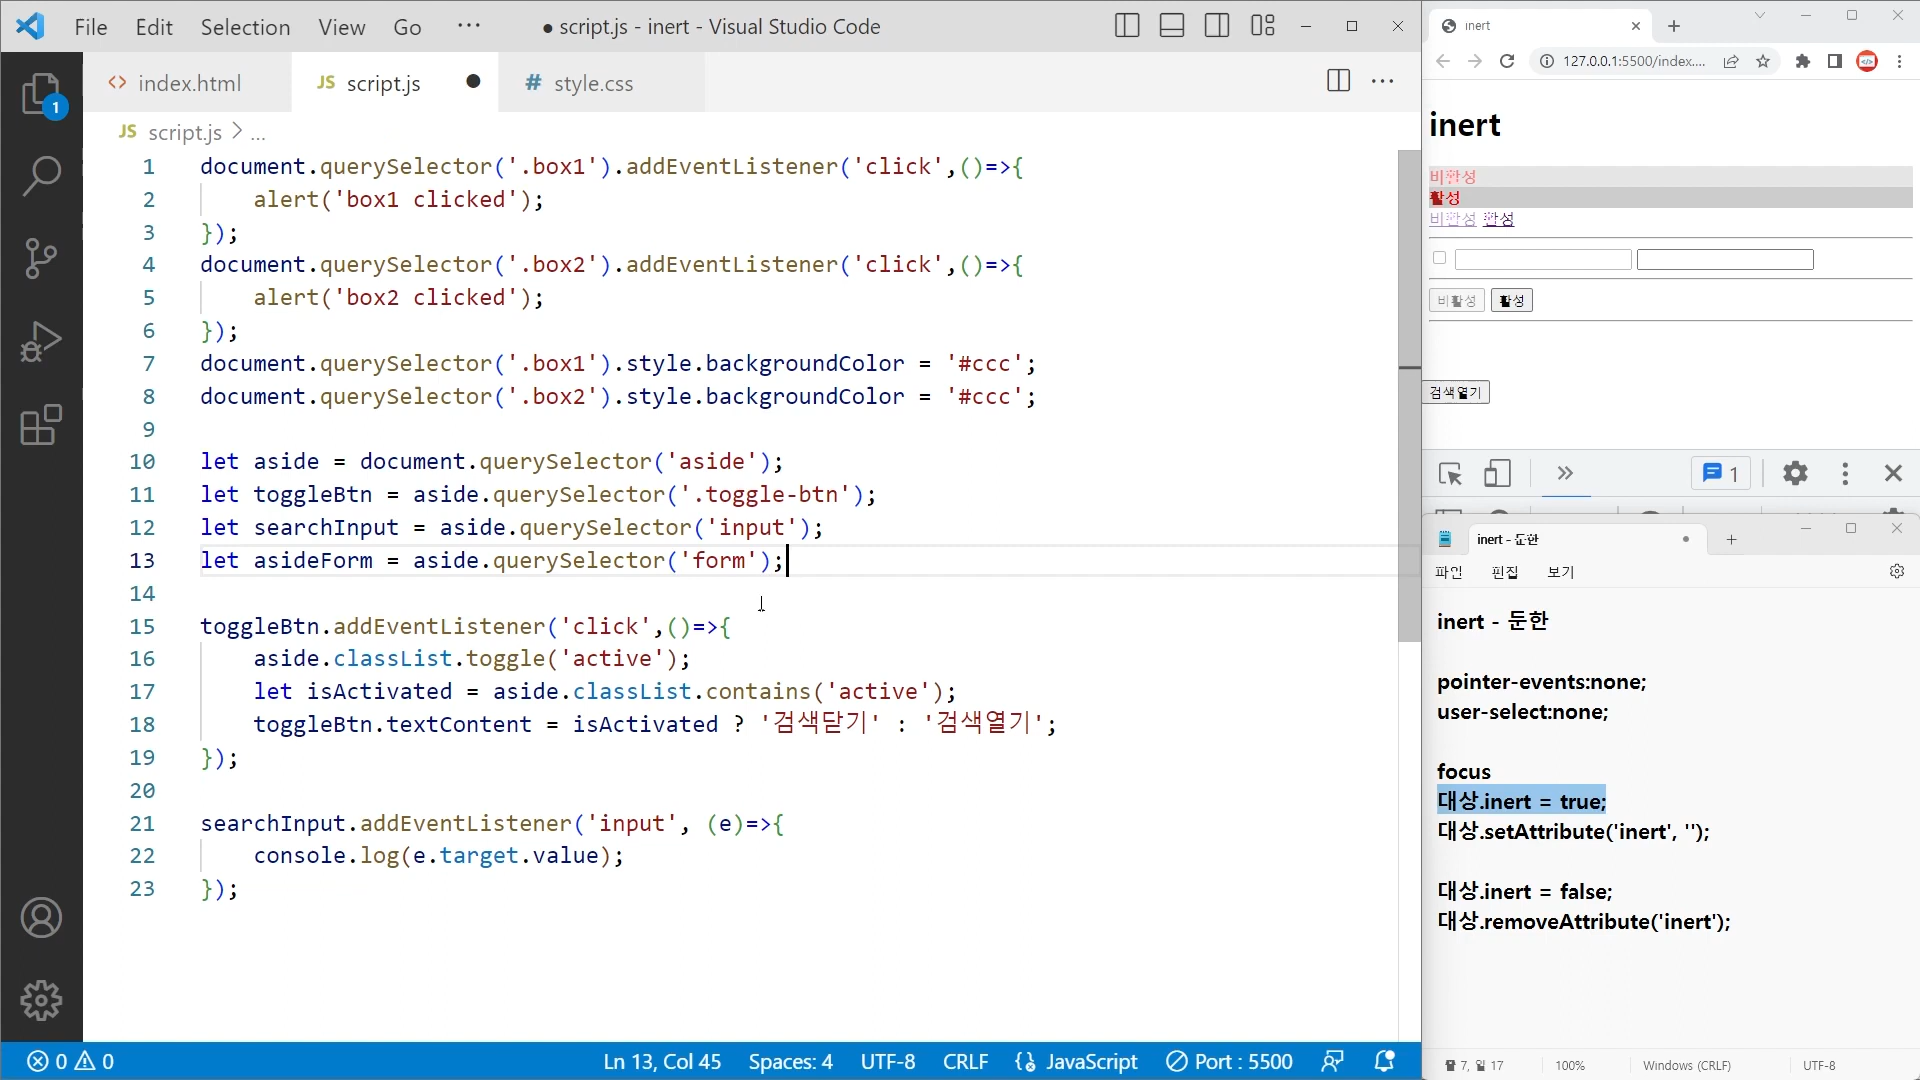 File Edit Selection View Go ··· ● script.js - inert - Visual Studio Code
<> index.html JS script.js ● # style.css
JS script.js > ...
1 document.querySelector('.box1').addEventListener('click',()=>{
2 alert('box1 clicked');
3 });
4 document.querySelector('.box2').addEventListener('click',()=>{
5 alert('box2 clicked');
6 });
7 document.querySelector('.box1').style.backgroundColor = '#ccc';
8 document.querySelector('.box2').style.backgroundColor = '#ccc';
9
10 let aside = document.querySelector('aside');
11 let toggleBtn = aside.querySelector('.toggle-btn');
12 let searchInput = aside.querySelector('input');
13 let asideForm = aside.querySelector('form');
14
15 toggleBtn.addEventListener('click',()=>{
16 aside.classList.toggle('active');
17 let isActivated = aside.classList.contains('active');
18 toggleBtn.textContent = isActivated ? '검색닫기' : '검색열기';
19 });
20
21 searchInput.addEventListener('input', (e)=>{
22 console.log(e.target.value);
23 });
1
0 0 Ln 13, Col 45 Spaces: 4 UTF-8 CRLF JavaScript Port : 5500
inert
127.0.0.1:5500/index....
inert
비활성
활성
비활성 활성
비활성 활성
검색열기
1
inert - 둔한
파일 편집 보기
inert - 둔한
pointer-events:none;
user-select:none;
focus
대상.inert = true;
대상.setAttribute('inert', '');
대상.inert = false;
대상.removeAttribute('inert');
줄 7, 열 17 100% Windows (CRLF) UTF-8